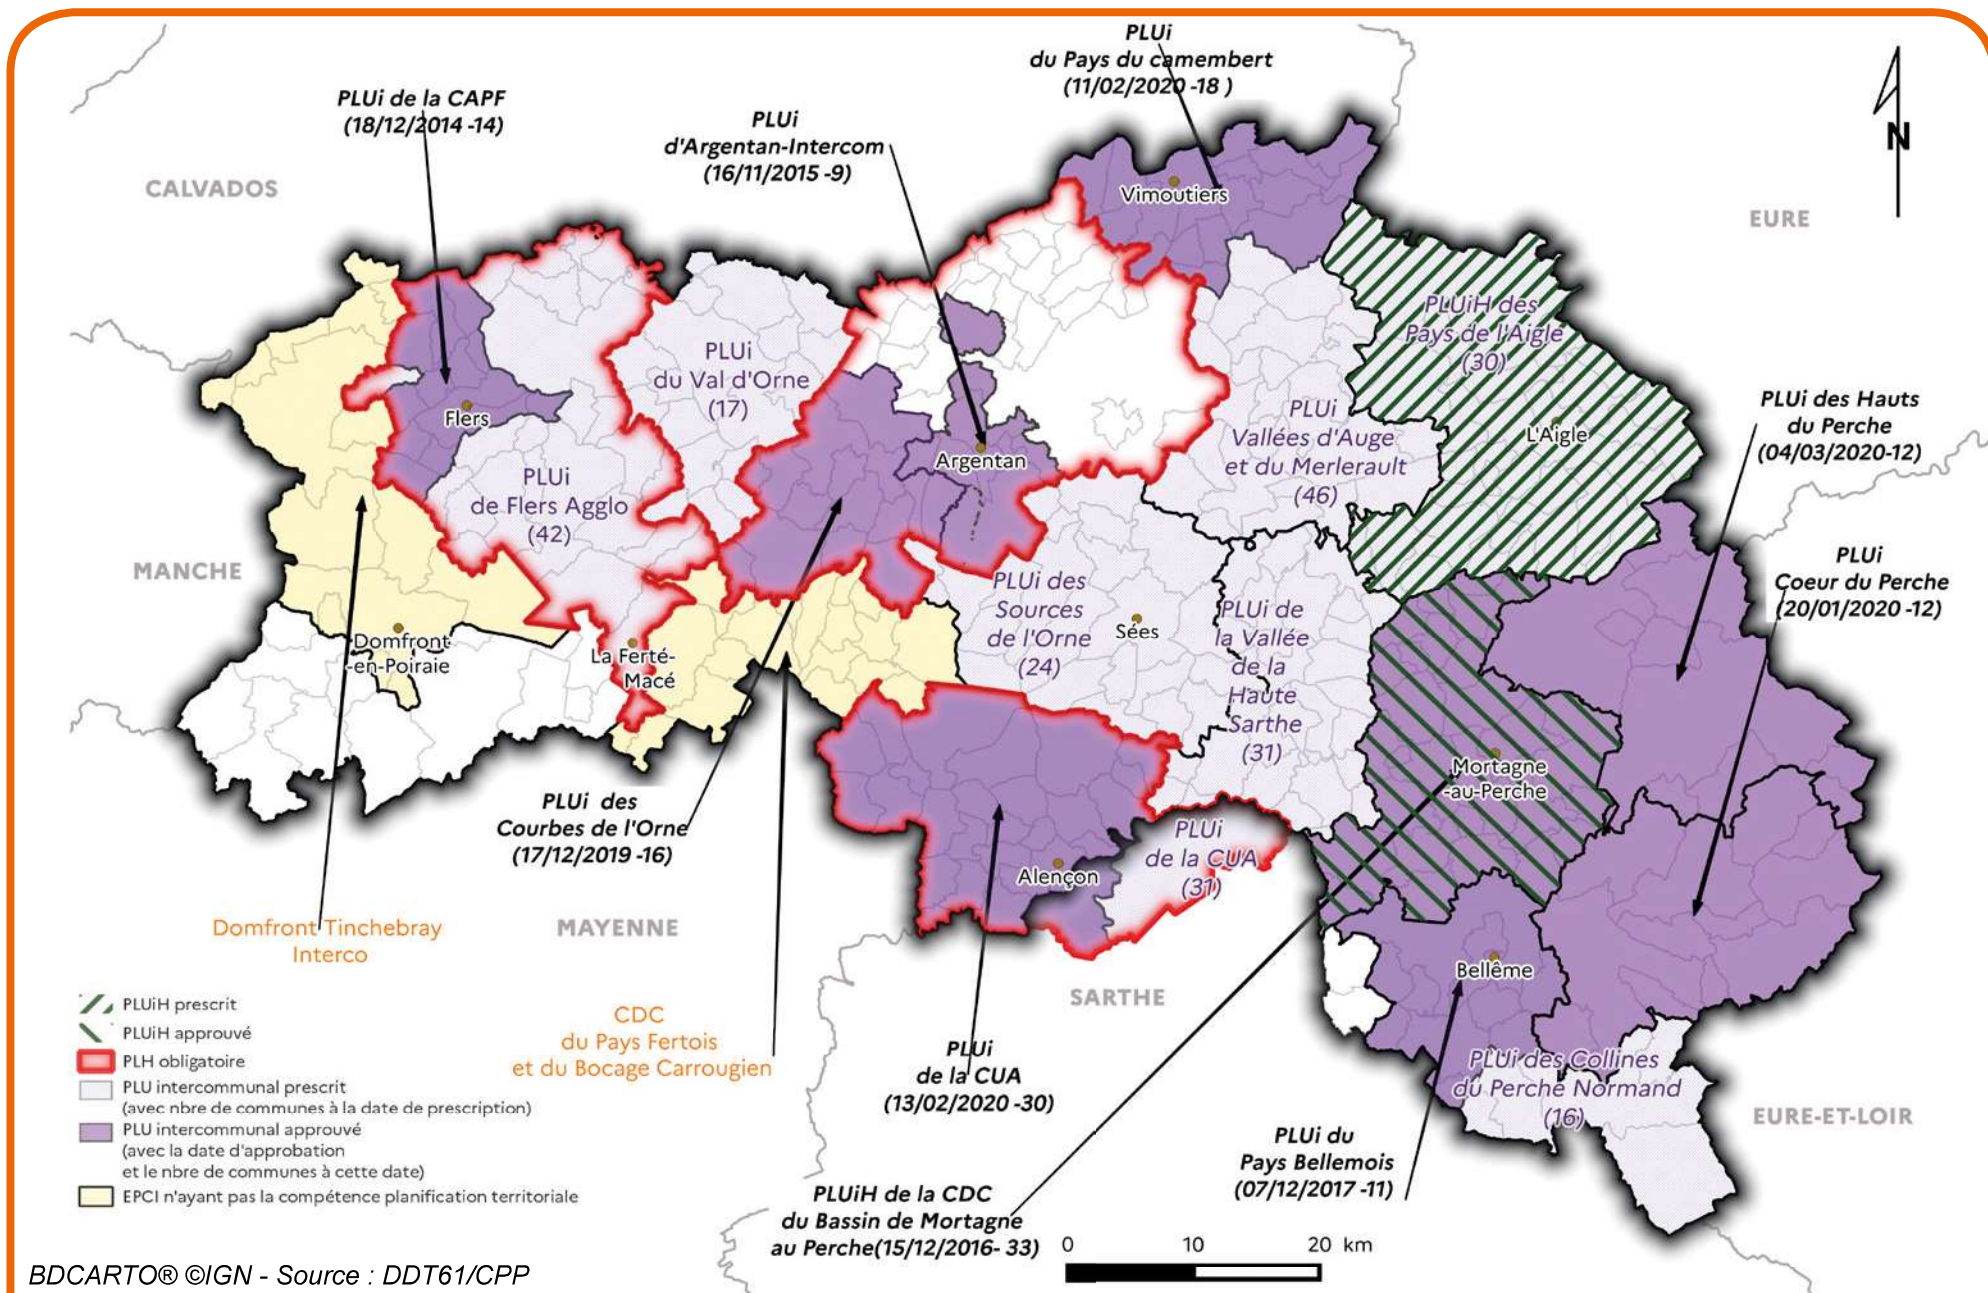 PLUi
du Pays du camembert
(11/02/2020 -18 )
PLUi de la CAPF
(18/12/2014 -14)
PLUi
d'Argentan-Intercom
(16/11/2015 -9)
N
CALVADOS
EURE
Vimoutiers
PLUiH des
Pays de l'Aigle
(30)
PLUi
du Val d'Orne
(17)
Flers
PLUi des Hauts
du Perche
(04/03/2020-12)
PLUi
Vallées d'Auge
et du Merlerault
(46)
L'Aigle
Argentan
PLUi
de Flers Agglo
(42)
MANCHE
PLUi
Coeur du Perche
(20/01/2020 -12)
PLUi des
Sources
de l'Orne
(24)
Sées
PLUi de
la Vallée
de la
Haute
Sarthe
(31)
Domfront
-en-Poiraie
La Ferté-
Macé
Mortagne
-au-Perche
PLUi des
Courbes de l'Orne
(17/12/2019 -16)
PLUi
de la CUA
(31)
Alençon
Domfront Tinchebray
Interco
MAYENNE
Bellême
SARTHE
CDC
du Pays Fertois
et du Bocage Carrougien
PLUi
de la CUA
(13/02/2020 -30)
PLUi des Collines
du Perche Normand
(16)
EURE-ET-LOIR
PLUi du
Pays Bellemois
(07/12/2017 -11)
PLUiH de la CDC
du Bassin de Mortagne
au Perche(15/12/2016- 33)
PLUiH prescrit
PLUiH approuvé
PLH obligatoire
PLU intercommunal prescrit
(avec nbre de communes à la date de prescription)
PLU intercommunal approuvé
(avec la date d'approbation
et le nbre de communes à cette date)
EPCI n'ayant pas la compétence planification territoriale
0 10 20 km
BDCARTO® ©IGN - Source : DDT61/CPP